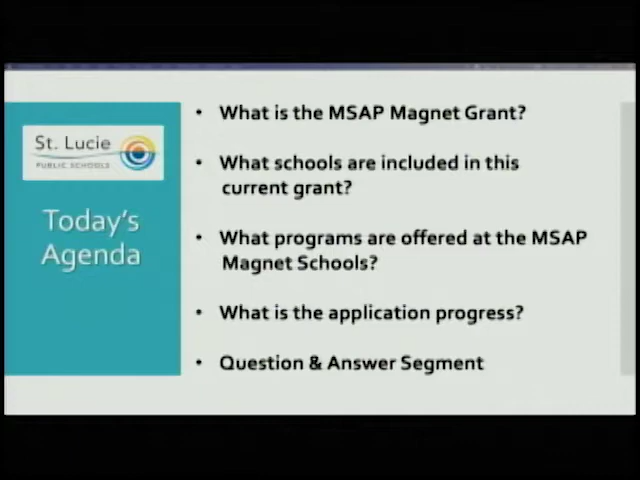 St. Lucie
PUBLIC SCHOOLS
Today's
Agenda
• What is the MSAP Magnet Grant?
• What schools are included in this
current grant?
• What programs are offered at the MSAP
Magnet Schools?
• What is the application progress?
• Question & Answer Segment